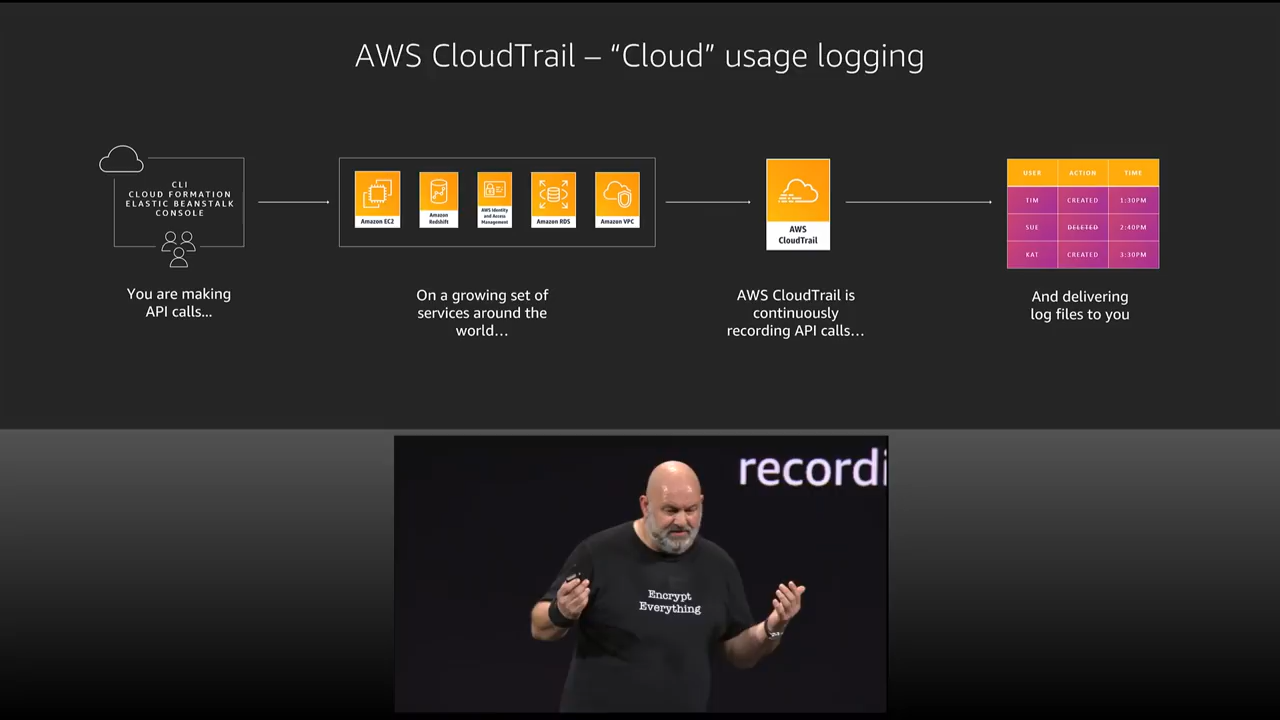 AWS CloudTrail – “Cloud” usage logging
CLI
CLOUD FORMATION
ELASTIC BEANSTALK
CONSOLE
You are making
API calls...
Amazon EC2
Amazon
Redshift
AWS Identity
and Access
Management
Amazon RDS
Amazon VPC
On a growing set of
services around the
world...
AWS
CloudTrail
AWS CloudTrail is
continuously
recording API calls...
USER ACTION TIME
TIM CREATED 1:30PM
SUE DELETED 2:40PM
KAT CREATED 3:30PM
And delivering
log files to you
recordi
Encrypt
Everything